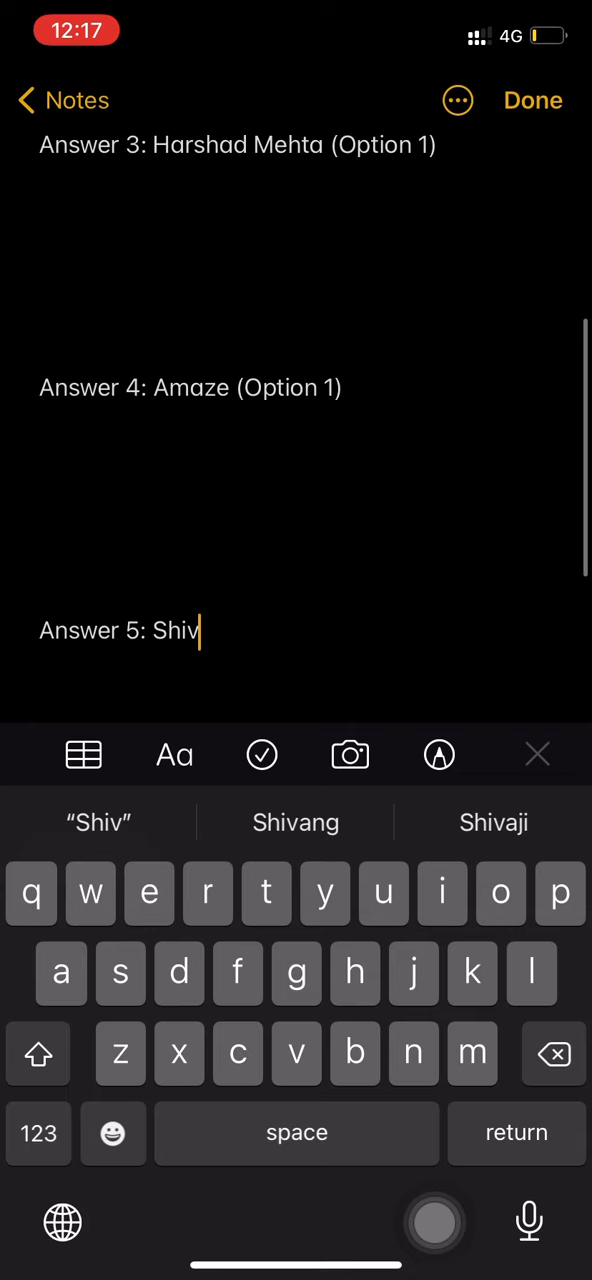 12:17
4G
Notes
Done
Answer 3: Harshad Mehta (Option 1)
Answer 4: Amaze (Option 1)
Answer 5: Shiv
Aa
“Shiv” Shivang Shivaji
q w e r t y u i o p
a s d f g h j k l
z x c v b n m
123 space return